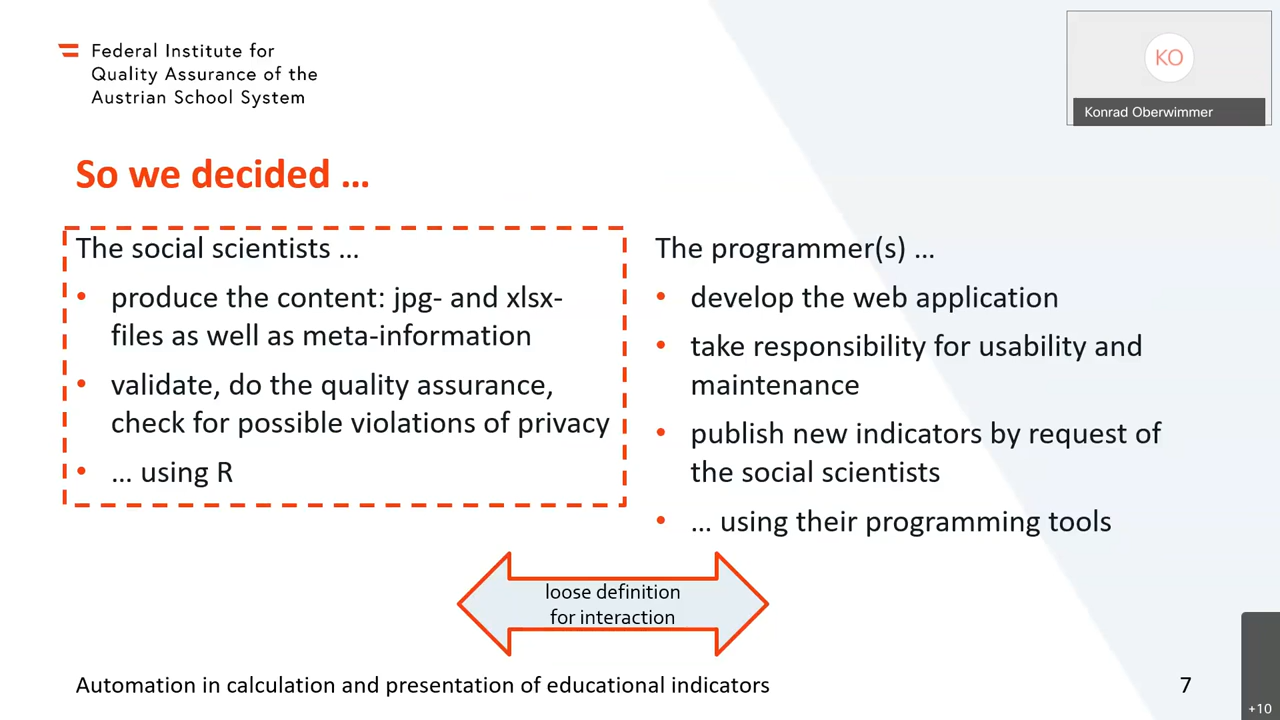 Federal Institute for
Quality Assurance of the
Austrian School System
KO
Konrad Oberwimmer
So we decided …
The social scientists …
• produce the content: jpg- and xlsx-
files as well as meta-information
• validate, do the quality assurance,
check for possible violations of privacy
• … using R
The programmer(s) …
• develop the web application
• take responsibility for usability and
maintenance
• publish new indicators by request of
the social scientists
• … using their programming tools
loose definition
for interaction
Automation in calculation and presentation of educational indicators
7
+10